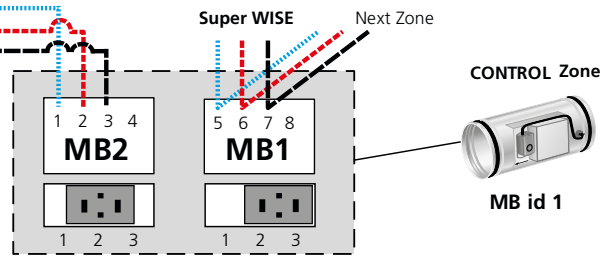 Super WISE
Next Zone
CONTROL Zone
1 2 3 4
5 6 7 8
MB2
MB1
MB id 1
1 2 3
1 2 3